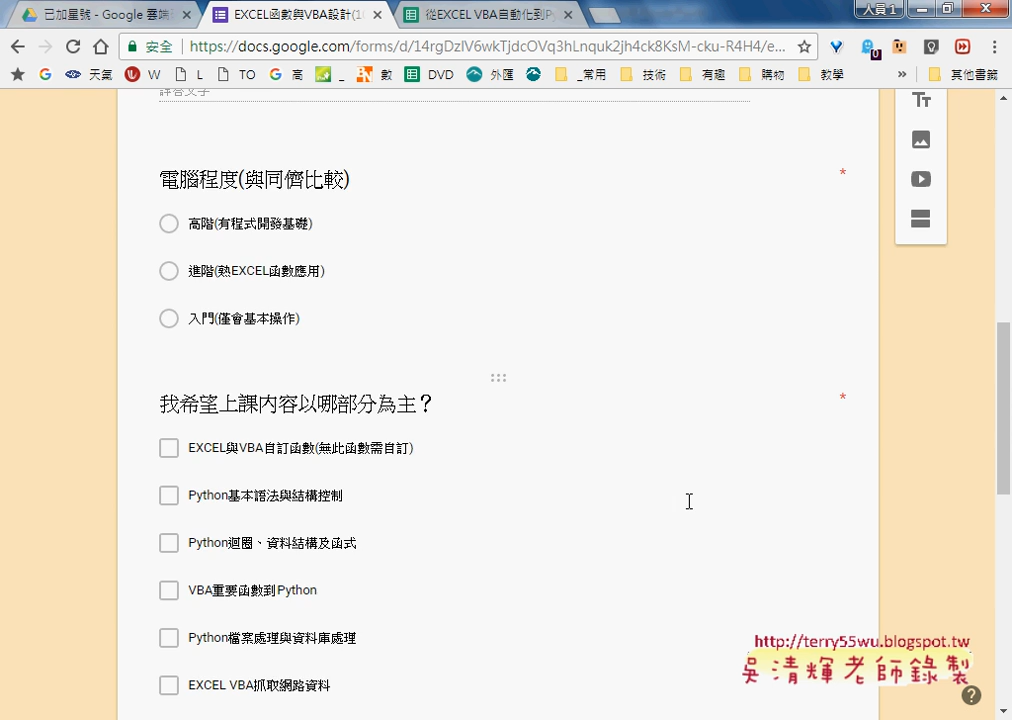 已加星號 - Google 雲端
EXCEL函數與VBA設計(1
從EXCEL VBA自動化到P
人員 1
安全
https://docs.google.com/forms/d/14rgDzlV6wkTjdcOVq3hLnquk2jh4ck8KsM-cku-R4H4/e...
天氣
W
L
TO
高
_
數
DVD
外匯
_常用
技術
有趣
購物
教學
»
其他書籤
詳答文字
電腦程度(與同儕比較)
*
高階(有程式開發基礎)
進階(熟EXCEL函數應用)
入門(僅會基本操作)
我希望上課內容以哪部分為主？
*
EXCEL與VBA自訂函數(無此函數需自訂)
Python基本語法與結構控制
Python迴圈、資料結構及函式
VBA重要函數到Python
Python檔案處理與資料庫處理
EXCEL VBA抓取網路資料
http://terry55wu.blogspot.tw
吳清輝老師錄製